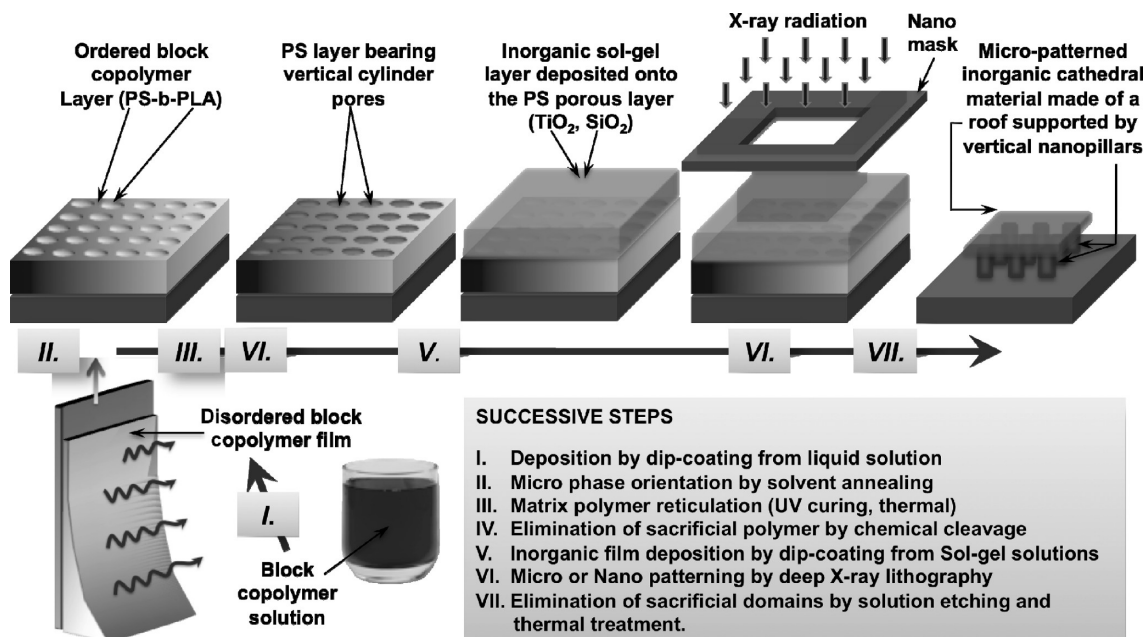 Ordered block
copolymer
Layer (PS-b-PLA)
PS layer bearing
vertical cylinder
pores
Inorganic sol-gel
layer deposited onto
the PS porous layer
(TiO₂, SiO₂)
X-ray radiation
Nano
mask
Micro-patterned
inorganic cathedral
material made of a
roof supported by
vertical nanopillars
II.
III.
VI.
V.
VI.
VII.
Disordered block
copolymer film
I.
Block
copolymer
solution
SUCCESSIVE STEPS
I. Deposition by dip-coating from liquid solution
II. Micro phase orientation by solvent annealing
III. Matrix polymer reticulation (UV curing, thermal)
IV. Elimination of sacrificial polymer by chemical cleavage
V. Inorganic film deposition by dip-coating from Sol-gel solutions
VI. Micro or Nano patterning by deep X-ray lithography
VII. Elimination of sacrificial domains by solution etching and
thermal treatment.